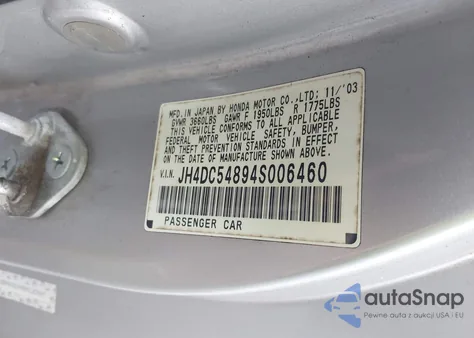 MFD. IN JAPAN BY HONDA MOTOR CO., LTD; 11/'03
GVWR 3660LBS GAWR F 1950LBS R 1775LBS
THIS VEHICLE CONFORMS TO ALL APPLICABLE
FEDERAL MOTOR VEHICLE SAFETY, BUMPER,
AND THEFT PREVENTION STANDARDS IN EFFECT
ON THE DATE OF MANUFACTURE SHOWN ABOVE.
V.I.N. JH4DC54894S006460
PASSENGER CAR
autaSnap
Pewne auta z aukcji USA i EU